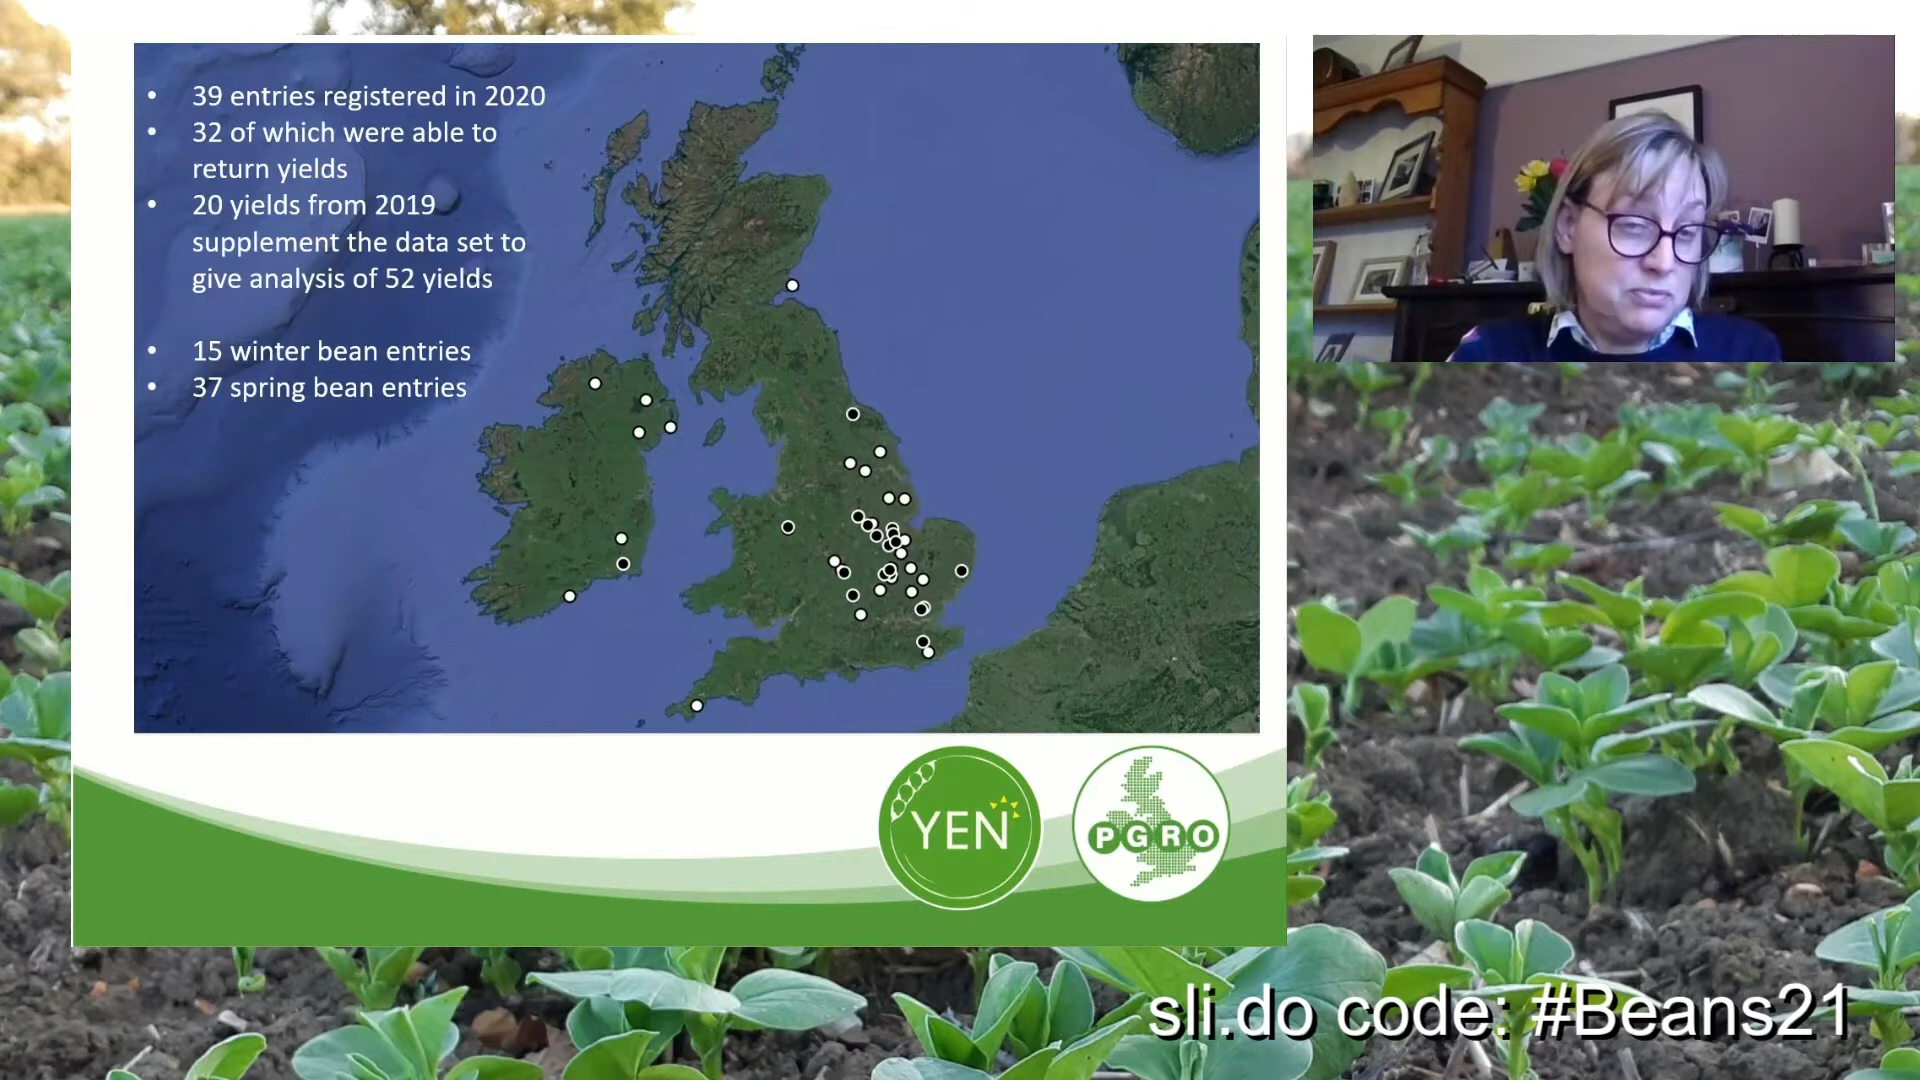 • 39 entries registered in 2020
• 32 of which were able to
return yields
• 20 yields from 2019
supplement the data set to
give analysis of 52 yields
• 15 winter bean entries
• 37 spring bean entries
YEN
PGRO
sli.do code: #Beans21